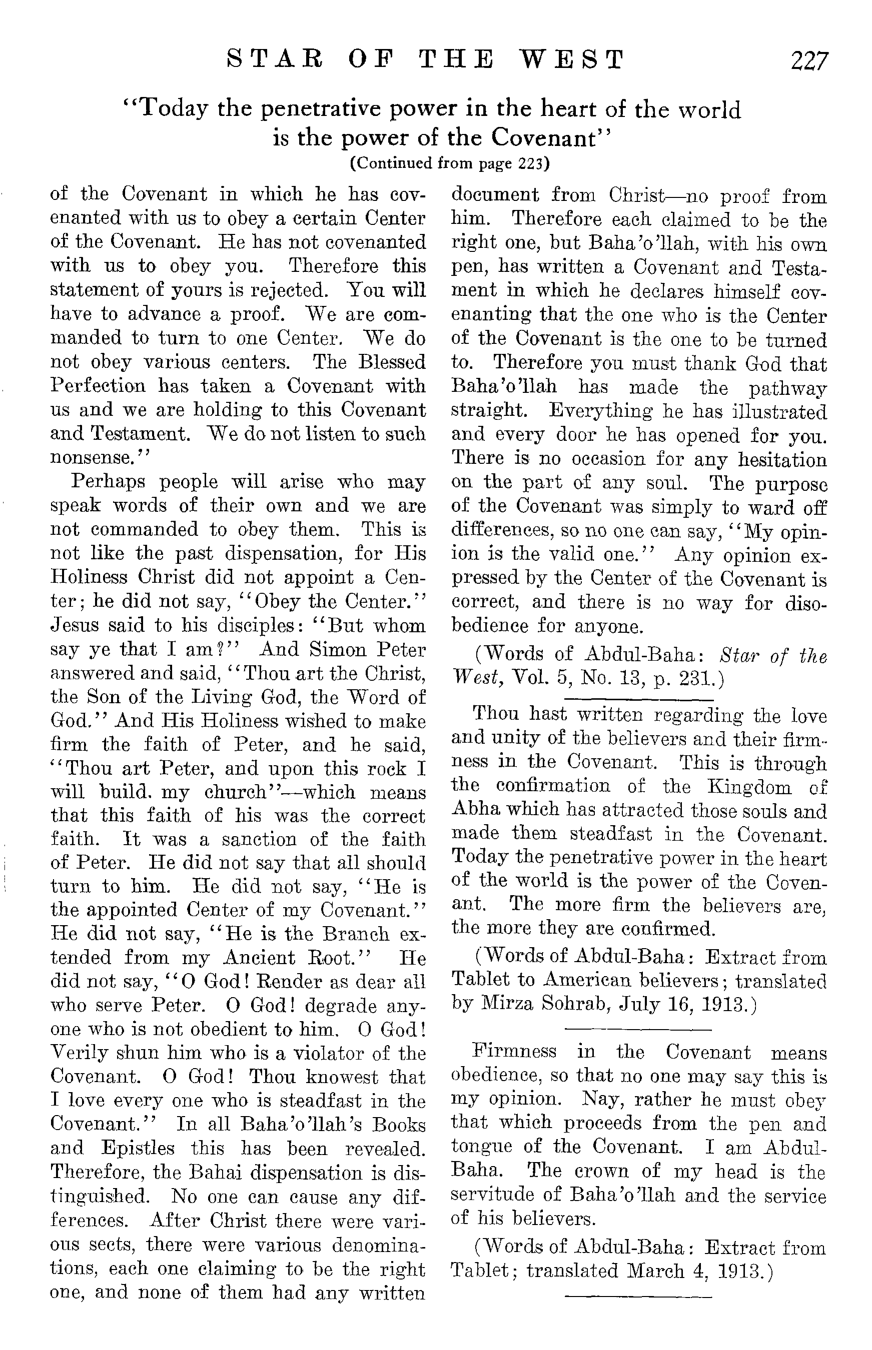 STAR OF THE WEST 227
"Today the penetrative power in the heart of the world
is the power of the Covenant"
(Continued from page 223)
of the Covenant in which he has cov-
enanted with us to obey a certain Center
of the Covenant. He has not covenanted
with us to obey you. Therefore this
statement of yours is rejected. You will
have to advance a proof. We are com-
manded to turn to one Center. We do
not obey various centers. The Blessed
Perfection has taken a Covenant with
us and we are holding to this Covenant
and Testament. We do not listen to such
nonsense."
Perhaps people will arise who may
speak words of their own and we are
not commanded to obey them. This is
not like the past dispensation, for His
Holiness Christ did not appoint a Cen-
ter; he did not say, "Obey the Center."
Jesus said to his disciples: "But whom
say ye that I am?" And Simon Peter
answered and said, "Thou art the Christ,
the Son of the Living God, the Word of
God." And His Holiness wished to make
firm the faith of Peter, and he said,
"Thou art Peter, and upon this rock I
will build. my church"—which means
that this faith of his was the correct
faith. It was a sanction of the faith
of Peter. He did not say that all should
turn to him. He did not say, "He is
the appointed Center of my Covenant."
He did not say, "He is the Branch ex-
tended from my Ancient Root." He
did not say, "O God! Render as dear all
who serve Peter. O God! degrade any-
one who is not obedient to him. O God!
Verily shun him who is a violator of the
Covenant. O God! Thou knowest that
I love every one who is steadfast in the
Covenant." In all Baha'o'llah's Books
and Epistles this has been revealed.
Therefore, the Bahai dispensation is dis-
tinguished. No one can cause any dif-
ferences. After Christ there were vari-
ous sects, there were various denomina-
tions, each one claiming to be the right
one, and none of them had any written
document from Christ—no proof from
him. Therefore each claimed to be the
right one, but Baha'o'llah, with his own
pen, has written a Covenant and Testa-
ment in which he declares himself cov-
enanting that the one who is the Center
of the Covenant is the one to be turned
to. Therefore you must thank God that
Baha'o'llah has made the pathway
straight. Everything he has illustrated
and every door he has opened for you.
There is no occasion for any hesitation
on the part of any soul. The purpose
of the Covenant was simply to ward off
differences, so no one can say, "My opin-
ion is the valid one." Any opinion ex-
pressed by the Center of the Covenant is
correct, and there is no way for diso-
bedience for anyone.
(Words of Abdul-Baha: Star of the
West, Vol. 5, No. 13, p. 231.)
Thou hast written regarding the love
and unity of the believers and their firm-
ness in the Covenant. This is through
the confirmation of the Kingdom of
Abha which has attracted those souls and
made them steadfast in the Covenant.
Today the penetrative power in the heart
of the world is the power of the Coven-
ant. The more firm the believers are,
the more they are confirmed.
(Words of Abdul-Baha: Extract from
Tablet to American believers; translated
by Mirza Sohrab, July 16, 1913.)
Firmness in the Covenant means
obedience, so that no one may say this is
my opinion. Nay, rather he must obey
that which proceeds from the pen and
tongue of the Covenant. I am Abdul-
Baha. The crown of my head is the
servitude of Baha'o'llah and the service
of his believers.
(Words of Abdul-Baha: Extract from
Tablet; translated March 4, 1913.)